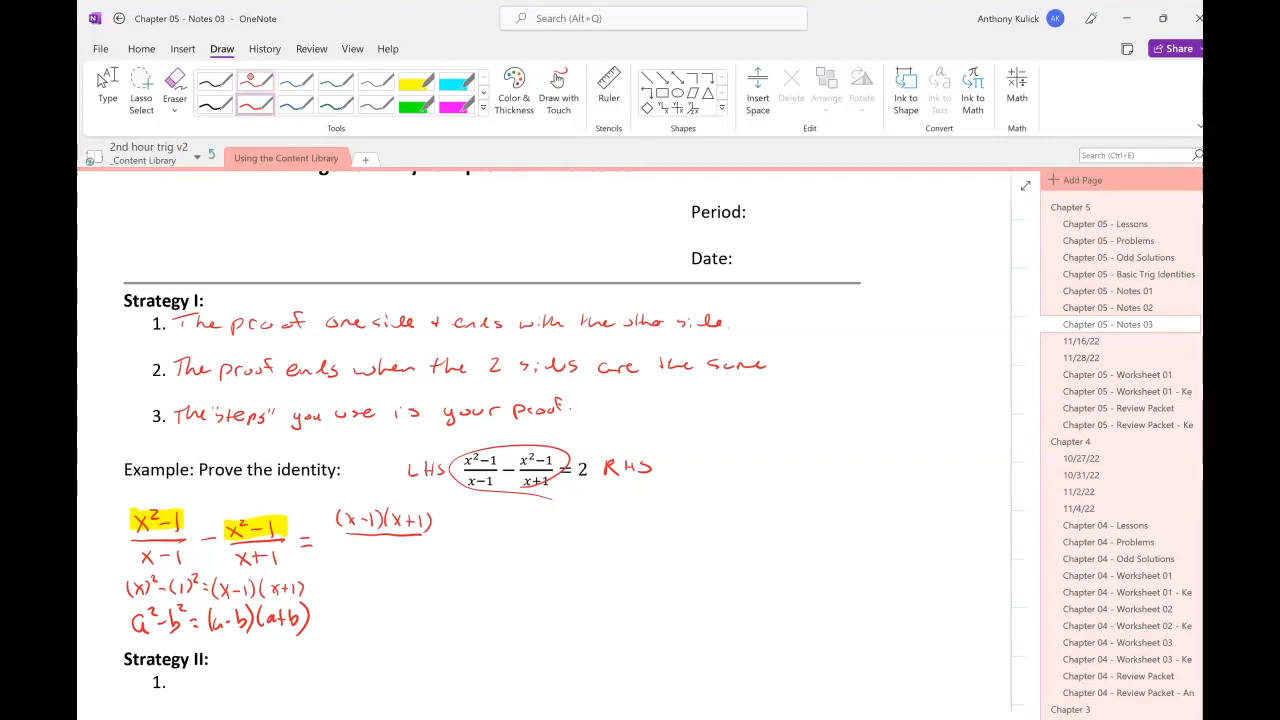 Chapter 05 - Notes 03 - OneNote
Search (Alt+Q)
Anthony Kulick AK
File Home Insert Draw History Review View Help
Share
Type
Lasso Select
Eraser
Color & Thickness
Draw with Touch
Ruler
Insert Space
Delete
Arrange
Rotate
Ink to Shape
Ink to Text
Ink to Math
Math
Tools Stencils Shapes Edit Convert Math
2nd hour trig v2
_Content Library
Using the Content Library
Search (Ctrl+E)
Period:
Date:
Strategy I:
1. The proof one side + ends with the other side.
2. The proof ends when the 2 sides are the same
3. The "steps" you use is your proof.
Example: Prove the identity: LHS (x²-1)/(x-1) − (x²-1)/(x+1) = 2 RHS
x²-1 x²-1 (x-1)(x+1)
— − — = —
x-1 x+1
(x)²-(1)²=(x-1)(x+1)
a²-b²=(a-b)(a+b)
Strategy II:
1.
Add Page
Chapter 5
Chapter 05 - Lessons
Chapter 05 - Problems
Chapter 05 - Odd Solutions
Chapter 05 - Basic Trig Identities
Chapter 05 - Notes 01
Chapter 05 - Notes 02
Chapter 05 - Notes 03
11/16/22
11/28/22
Chapter 05 - Worksheet 01
Chapter 05 - Worksheet 01 - Ke
Chapter 05 - Review Packet
Chapter 05 - Review Packet - Ke
Chapter 4
10/27/22
10/31/22
11/2/22
11/4/22
Chapter 04 - Lessons
Chapter 04 - Problems
Chapter 04 - Odd Solutions
Chapter 04 - Worksheet 01
Chapter 04 - Worksheet 01 - Ke
Chapter 04 - Worksheet 02
Chapter 04 - Worksheet 02 - Ke
Chapter 04 - Worksheet 03
Chapter 04 - Worksheet 03 - Ke
Chapter 04 - Review Packet
Chapter 04 - Review Packet - An
Chapter 3